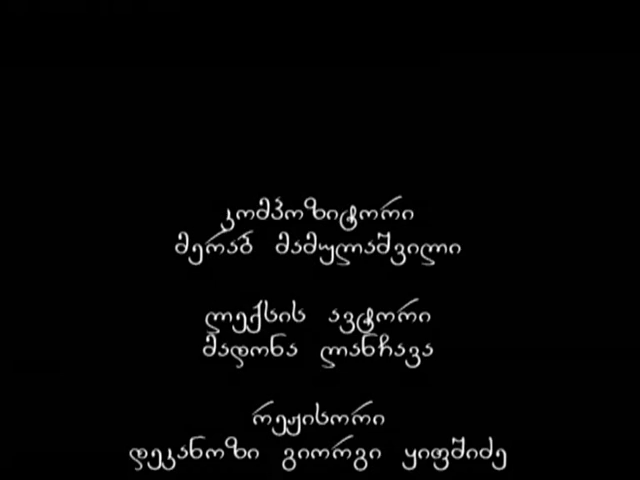 კომპოზიტორი
მერაბ მამულაშვილი
ლექსის ავტორი
მადონა ლანჩავა
რეჟისორი
დეკანოზი გიორგი ყიფშიძე